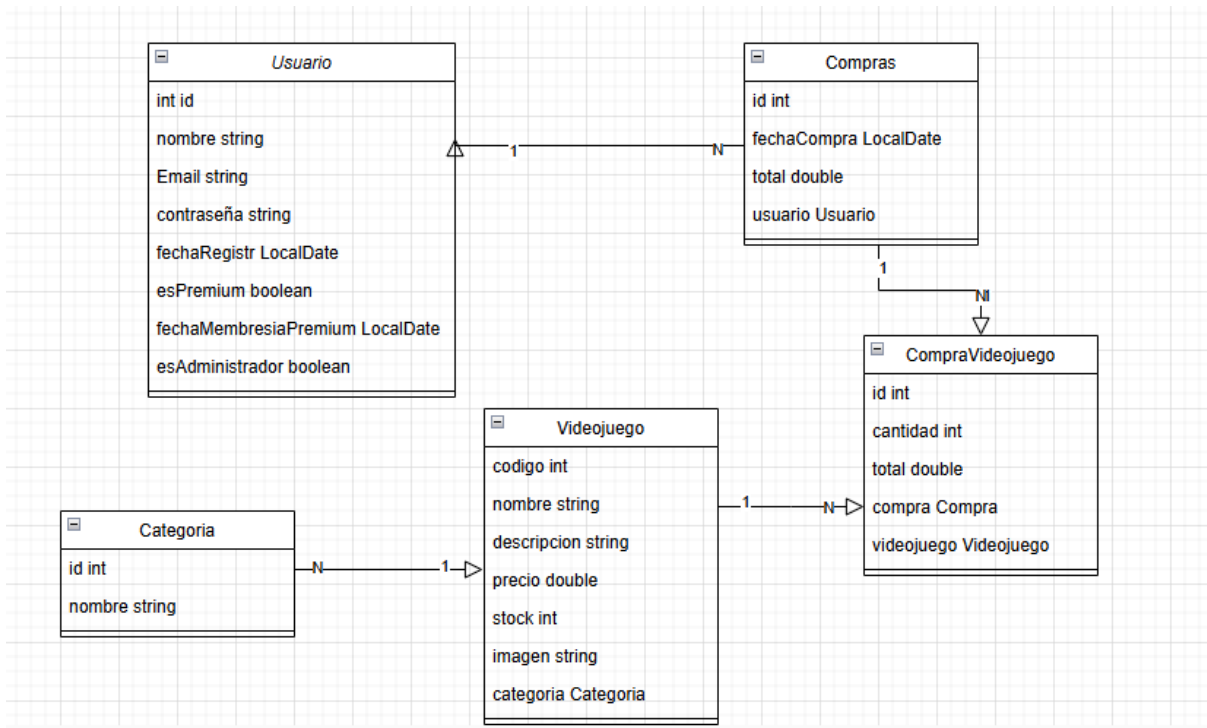 Usuario
int id
nombre string
Email string
contraseña string
fechaRegistr LocalDate
esPremium boolean
fechaMembresiaPremium LocalDate
esAdministrador boolean
1
N
Compras
id int
fechaCompra LocalDate
total double
usuario Usuario
1
N1
CompraVideojuego
id int
cantidad int
total double
compra Compra
videojuego Videojuego
Videojuego
codigo int
nombre string
descripcion string
precio double
stock int
imagen string
categoria Categoria
1
N
Categoria
id int
nombre string
N
1